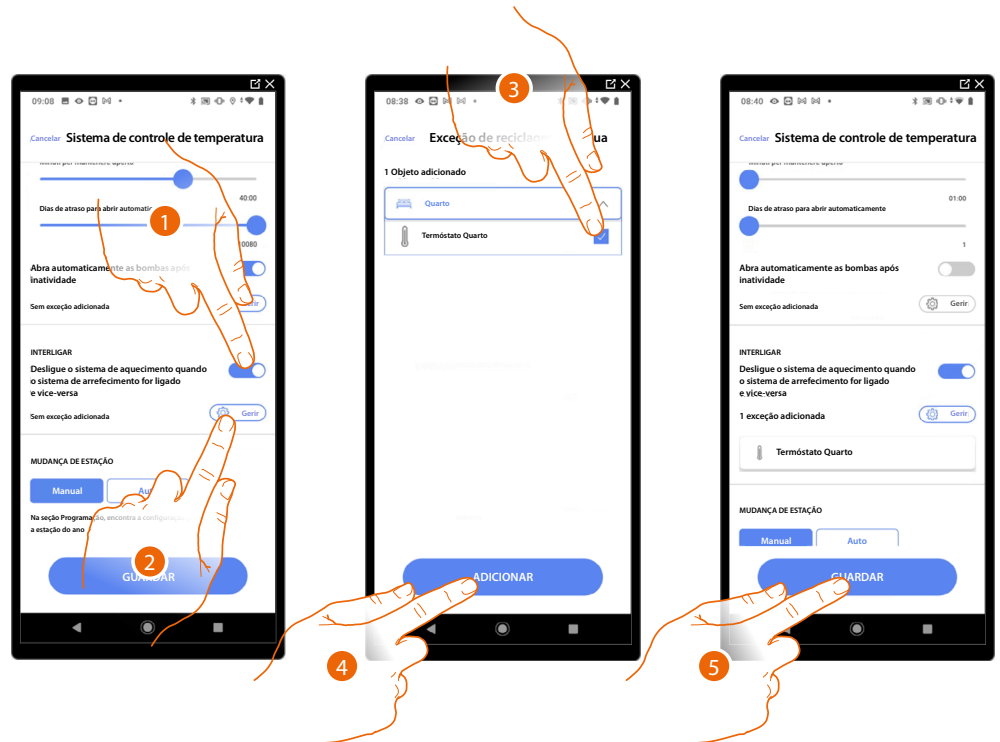 09:08
Cancelar Sistema de controle de temperatura
40:00
Dias de atraso para abrir
10080
Abra automaticamente as bombas após
inatividade
Sem exceção adicionada
Gerir
INTERLIGAR
Desligue o sistema de aquecimento quando
o sistema de arrefecimento for ligado
e vice-versa
Sem exceção adicionada
Gerir
MUDANÇA DE ESTAÇÃO
Manual
Na seção Programação, encontra a
a estação do ano
GUARDAR
1
2
08:38
Cancelar Exceção de
1 Objeto adicionado
Quarto
Termóstato Quarto
ADICIONAR
3
4
08:40
Cancelar Sistema de controle de temperatura
01:00
Dias de atraso para abrir automaticamente
1
Abra automaticamente as bombas após
inatividade
Sem exceção adicionada
Gerir
INTERLIGAR
Desligue o sistema de aquecimento quando
o sistema de arrefecimento for ligado
e vice-versa
1 exceção adicionada
Gerir
Termóstato Quarto
MUDANÇA DE ESTAÇÃO
Manual Auto
GUARDAR
5